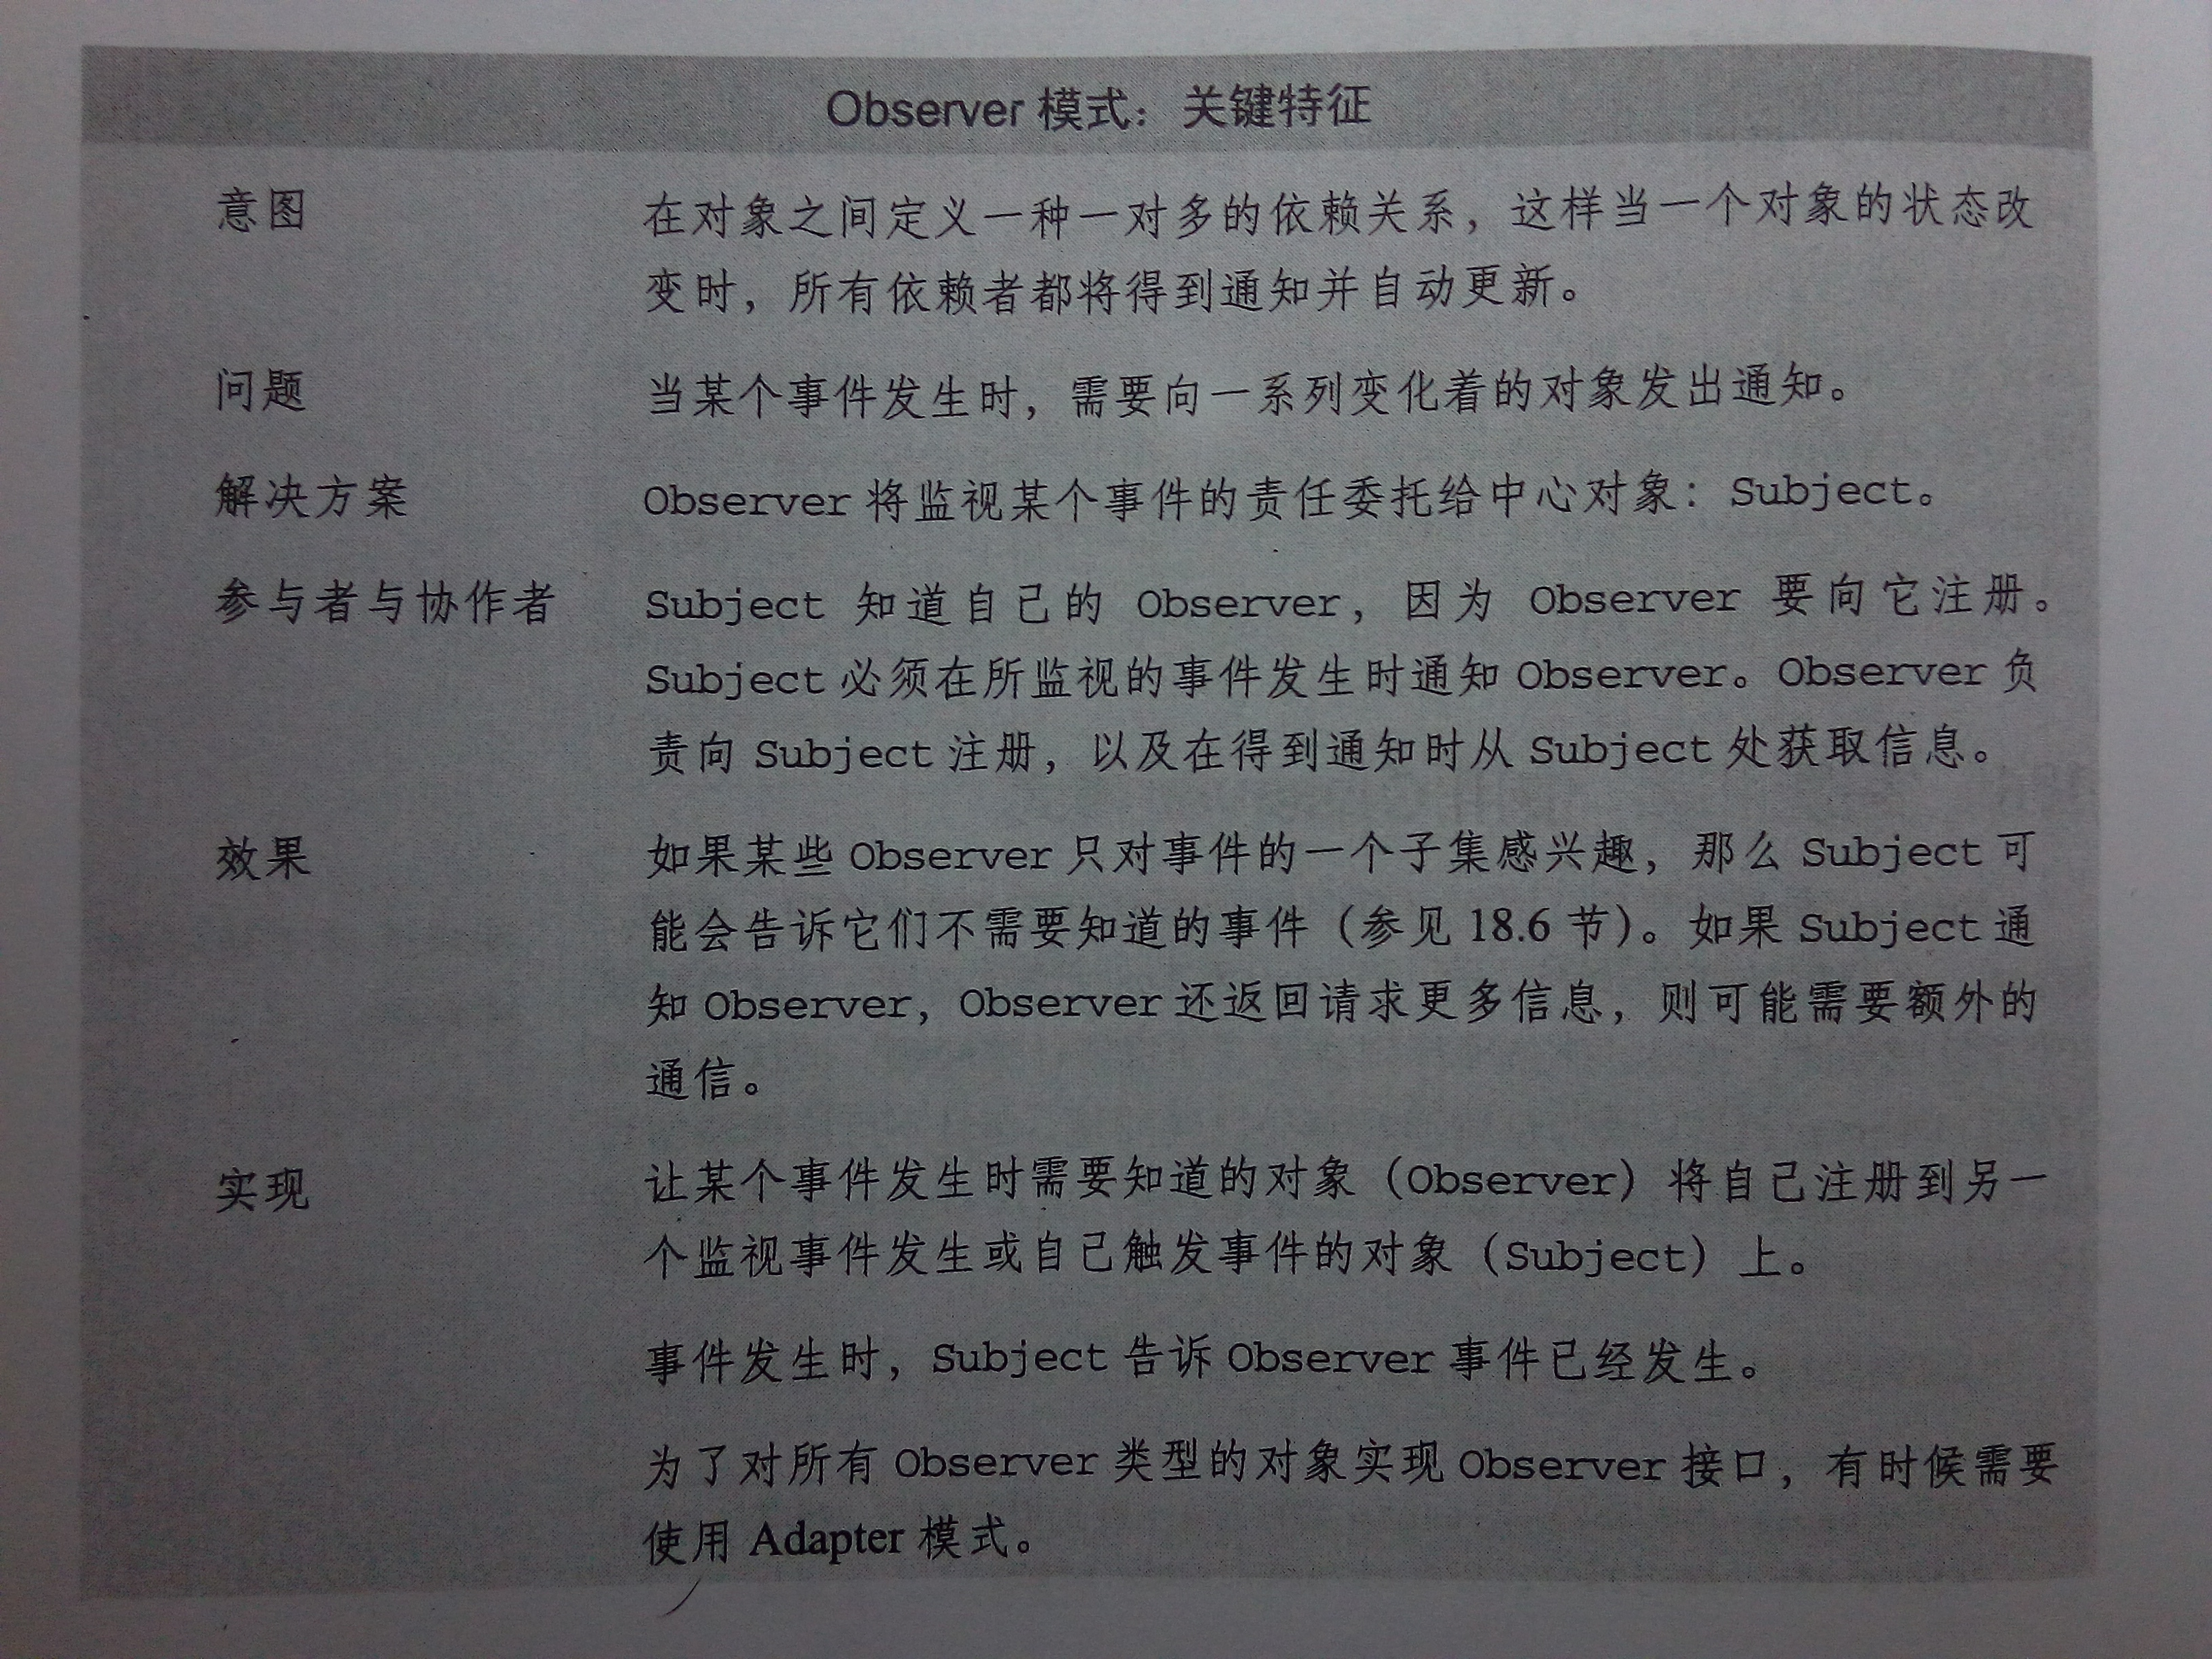 Observer 模式：关键特征
意图
在对象之间定义一种一对多的依赖关系，这样当一个对象的状态改
变时，所有依赖者都将得到通知并自动更新。
问题
当某个事件发生时，需要向一系列变化着的对象发出通知。
解决方案
Observer 将监视某个事件的责任委托给中心对象：Subject。
参与者与协作者
Subject 知道自己的 Observer，因为 Observer 要向它注册。
Subject 必须在所监视的事件发生时通知 Observer。Observer 负
责向 Subject 注册，以及在得到通知时从 Subject 处获取信息。
效果
如果某些 Observer 只对事件的一个子集感兴趣，那么 Subject 可
能会告诉它们不需要知道的事件（参见 18.6 节）。如果 Subject 通
知 Observer，Observer 还返回请求更多信息，则可能需要额外的
通信。
实现
让某个事件发生时需要知道的对象（Observer）将自己注册到另一
个监视事件发生或自己触发事件的对象（Subject）上。
事件发生时，Subject 告诉 Observer 事件已经发生。
为了对所有 Observer 类型的对象实现 Observer 接口，有时候需要
使用 Adapter 模式。